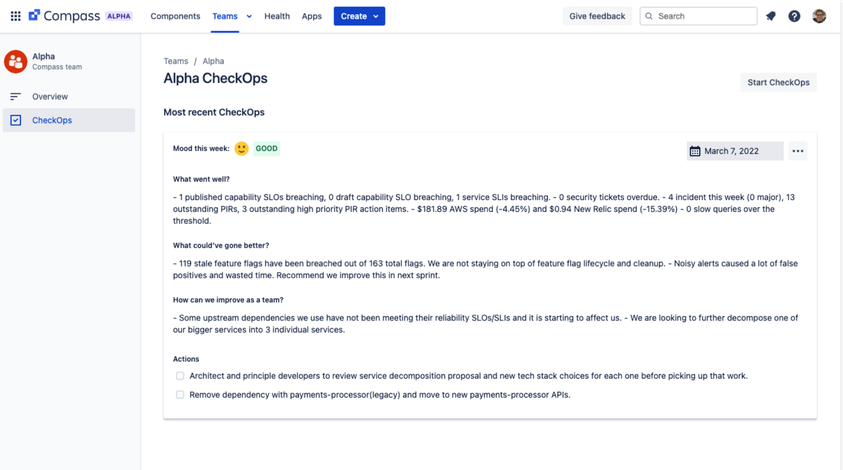 Compass ALPHA Components Teams Health Apps Create Give feedback Search
Alpha
Compass team
Overview
CheckOps
Teams / Alpha
Alpha CheckOps
Start CheckOps
Most recent CheckOps
Mood this week: GOOD March 7, 2022
What went well?
- 1 published capability SLOs breaching, 0 draft capability SLO breaching, 1 service SLIs breaching. - 0 security tickets overdue. - 4 incident this week (0 major), 13
outstanding PIRs, 3 outstanding high priority PIR action items. - $181.89 AWS spend (-4.45%) and $0.94 New Relic spend (-15.39%) - 0 slow queries over the
threshold.
What could've gone better?
- 119 stale feature flags have been breached out of 163 total flags. We are not staying on top of feature flag lifecycle and cleanup. - Noisy alerts caused a lot of false
positives and wasted time. Recommend we improve this in next sprint.
How can we improve as a team?
- Some upstream dependencies we use have not been meeting their reliability SLOs/SLIs and it is starting to affect us. - We are looking to further decompose one of
our bigger services into 3 individual services.
Actions
Architect and principle developers to review service decomposition proposal and new tech stack choices for each one before picking up that work.
Remove dependency with payments-processor(legacy) and move to new payments-processor APIs.